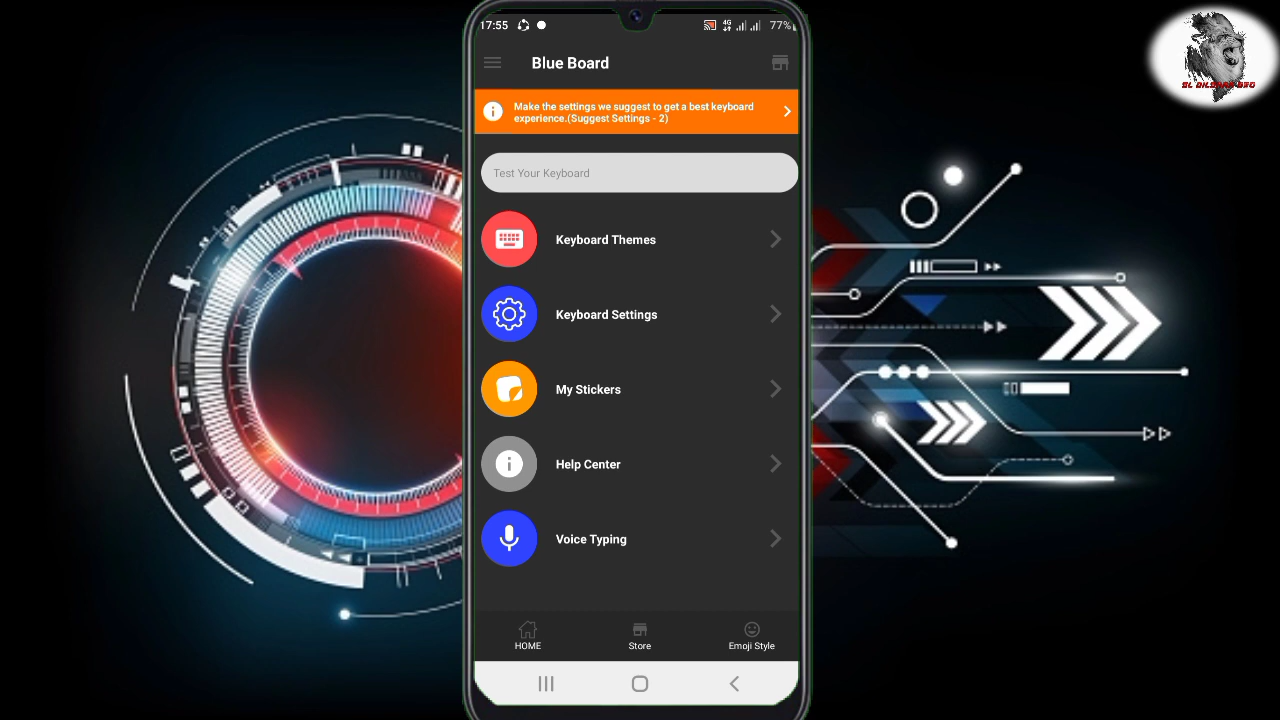 17:55
4G
77%
Blue Board
Make the settings we suggest to get a best keyboard
experience.(Suggest Settings - 2)
Test Your Keyboard
Keyboard Themes
Keyboard Settings
My Stickers
Help Center
Voice Typing
HOME
Store
Emoji Style